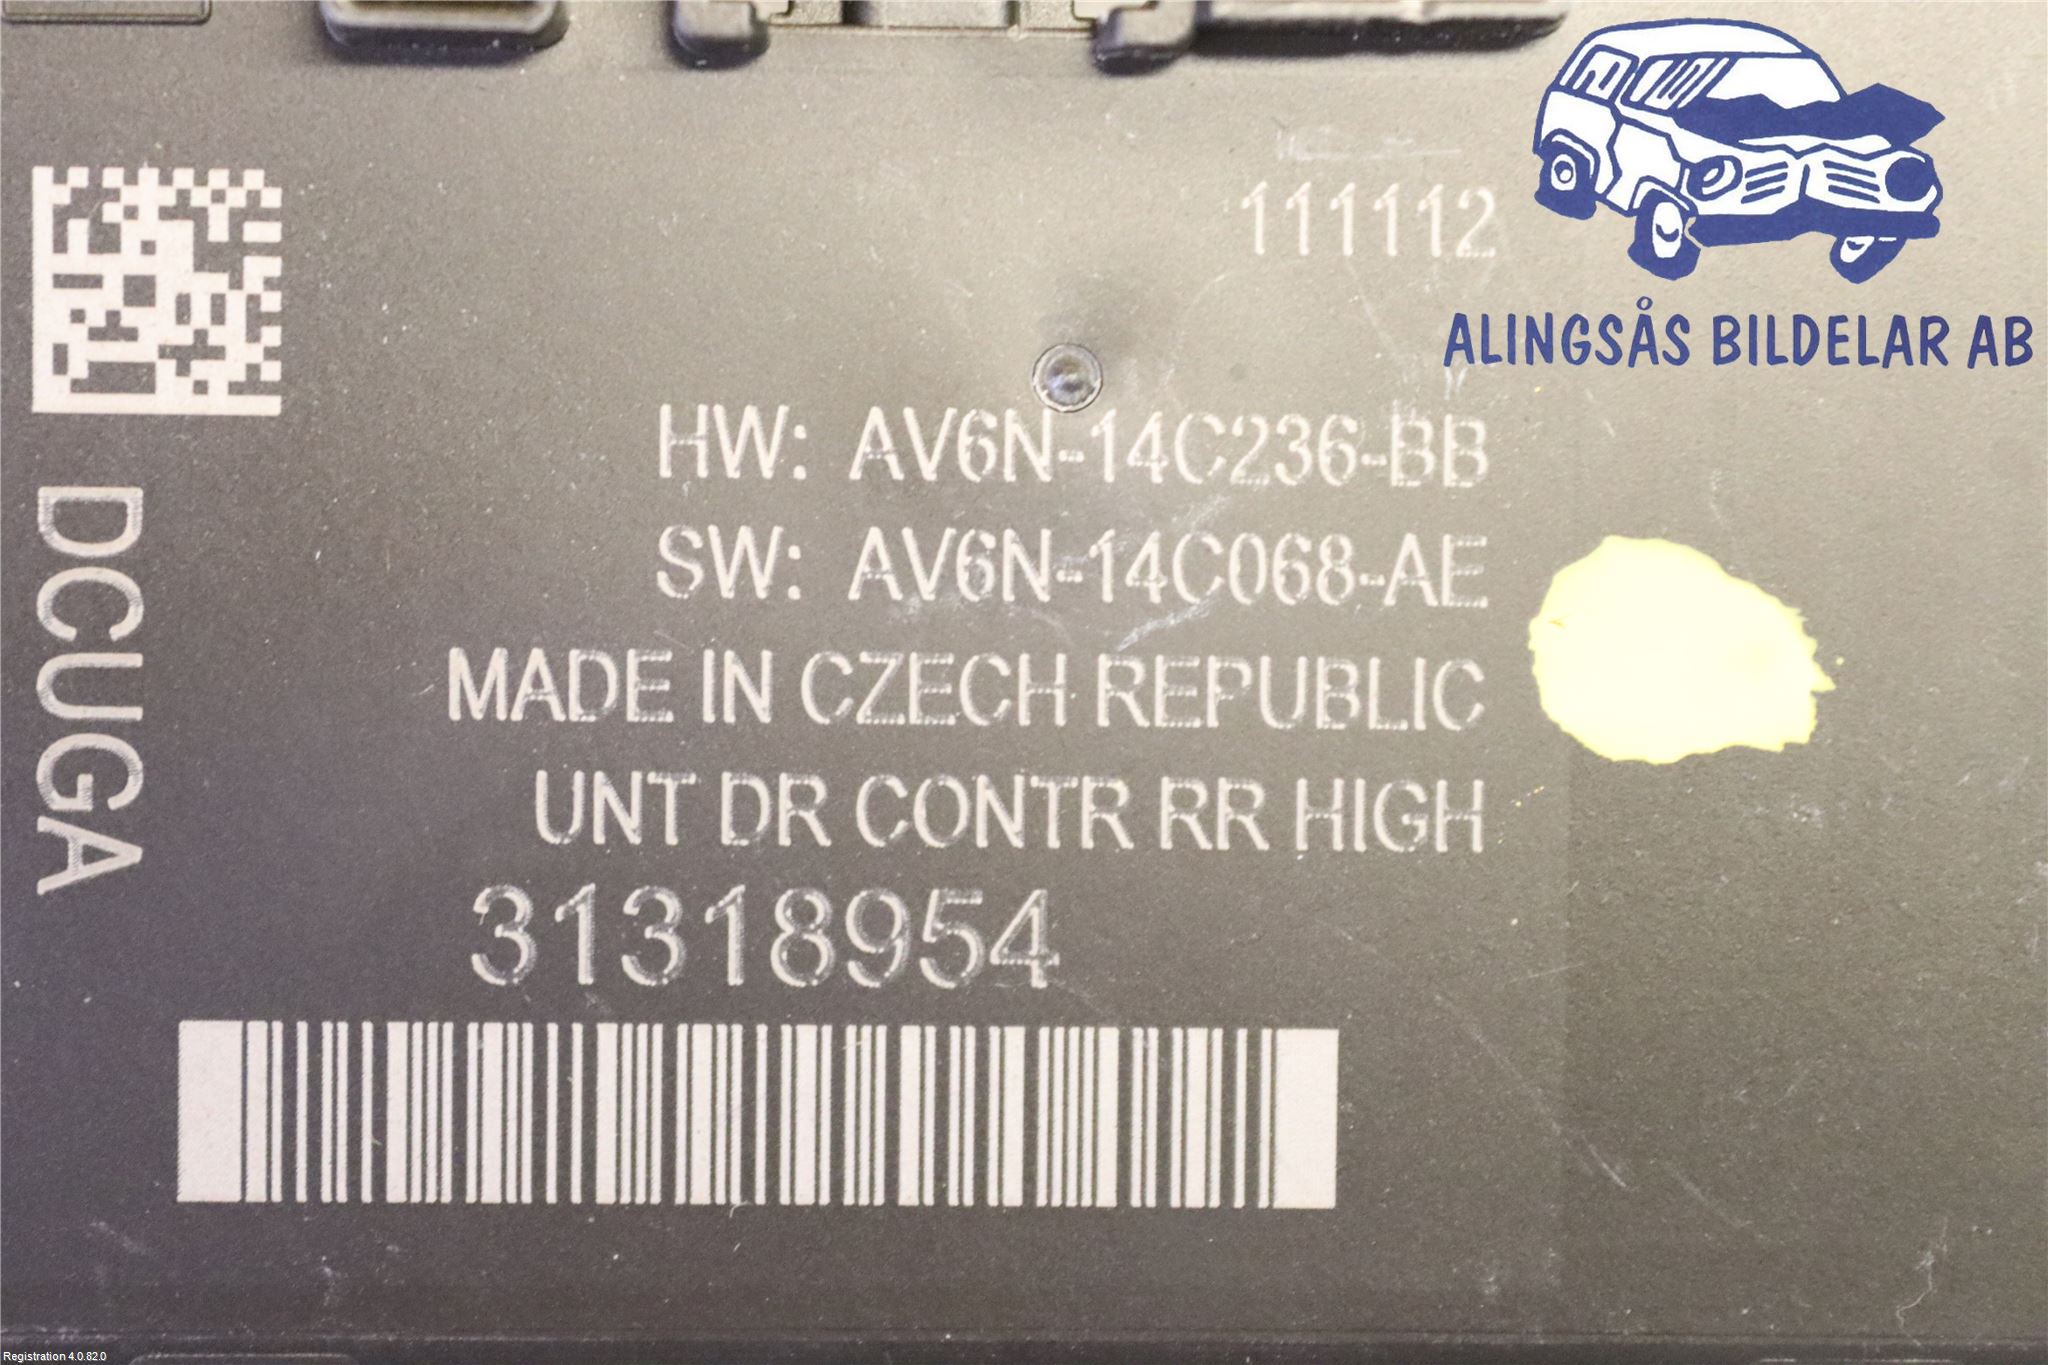 111112
ALINGSÅS BILDELAR AB
HW: AV6N-14C236-BB
SW: AV6N-14C068-AE
MADE IN CZECH REPUBLIC
UNT DR CONTR RR HIGH
31318954
DCUGA
Registration 4.0.82.0